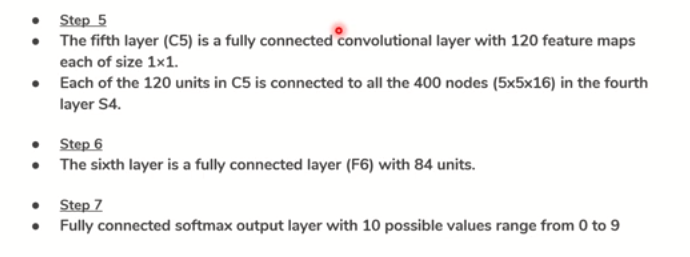 • Step 5
• The fifth layer (C5) is a fully connected convolutional layer with 120 feature maps
each of size 1×1.
• Each of the 120 units in C5 is connected to all the 400 nodes (5x5x16) in the fourth
layer S4.
• Step 6
• The sixth layer is a fully connected layer (F6) with 84 units.
• Step 7
• Fully connected softmax output layer with 10 possible values range from 0 to 9